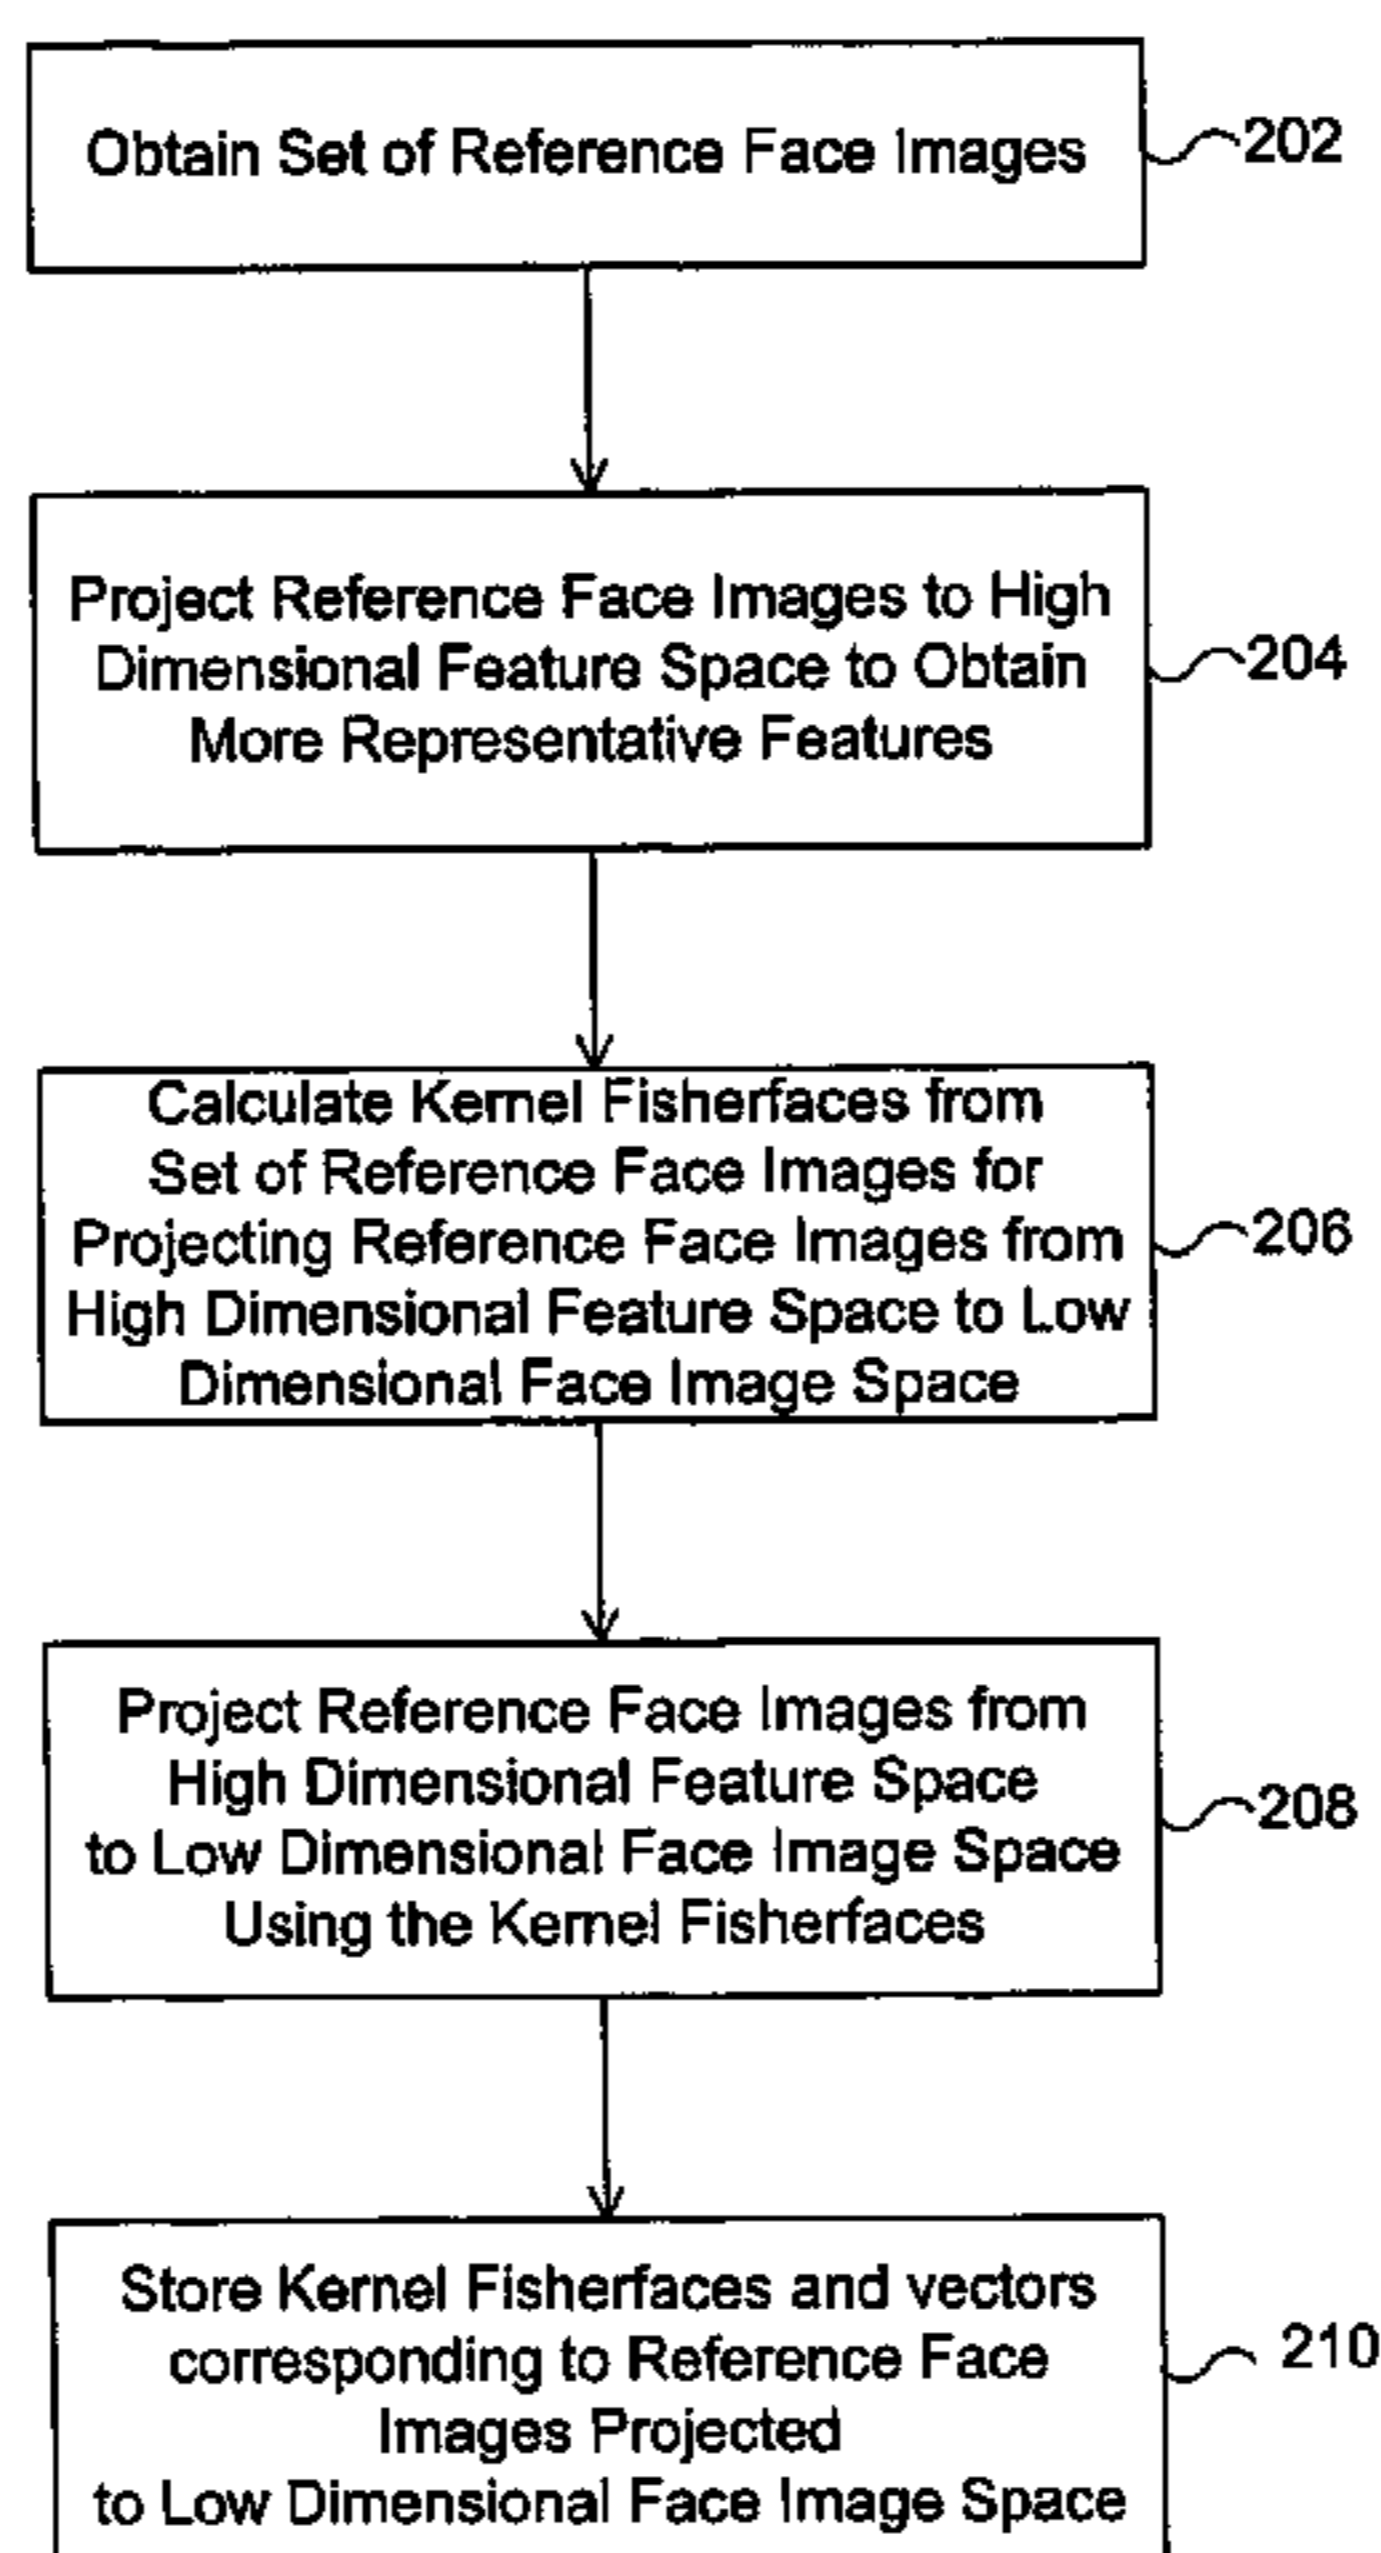 Obtain Set of Reference Face Images
202
Project Reference Face Images to High
Dimensional Feature Space to Obtain
More Representative Features
204
Calculate Kernel Fisherfaces from
Set of Reference Face Images for
Projecting Reference Face Images from
High Dimensional Feature Space to Low
Dimensional Face Image Space
206
Project Reference Face Images from
High Dimensional Feature Space
to Low Dimensional Face Image Space
Using the Kernel Fisherfaces
208
Store Kernel Fisherfaces and vectors
corresponding to Reference Face
Images Projected
to Low Dimensional Face Image Space
210